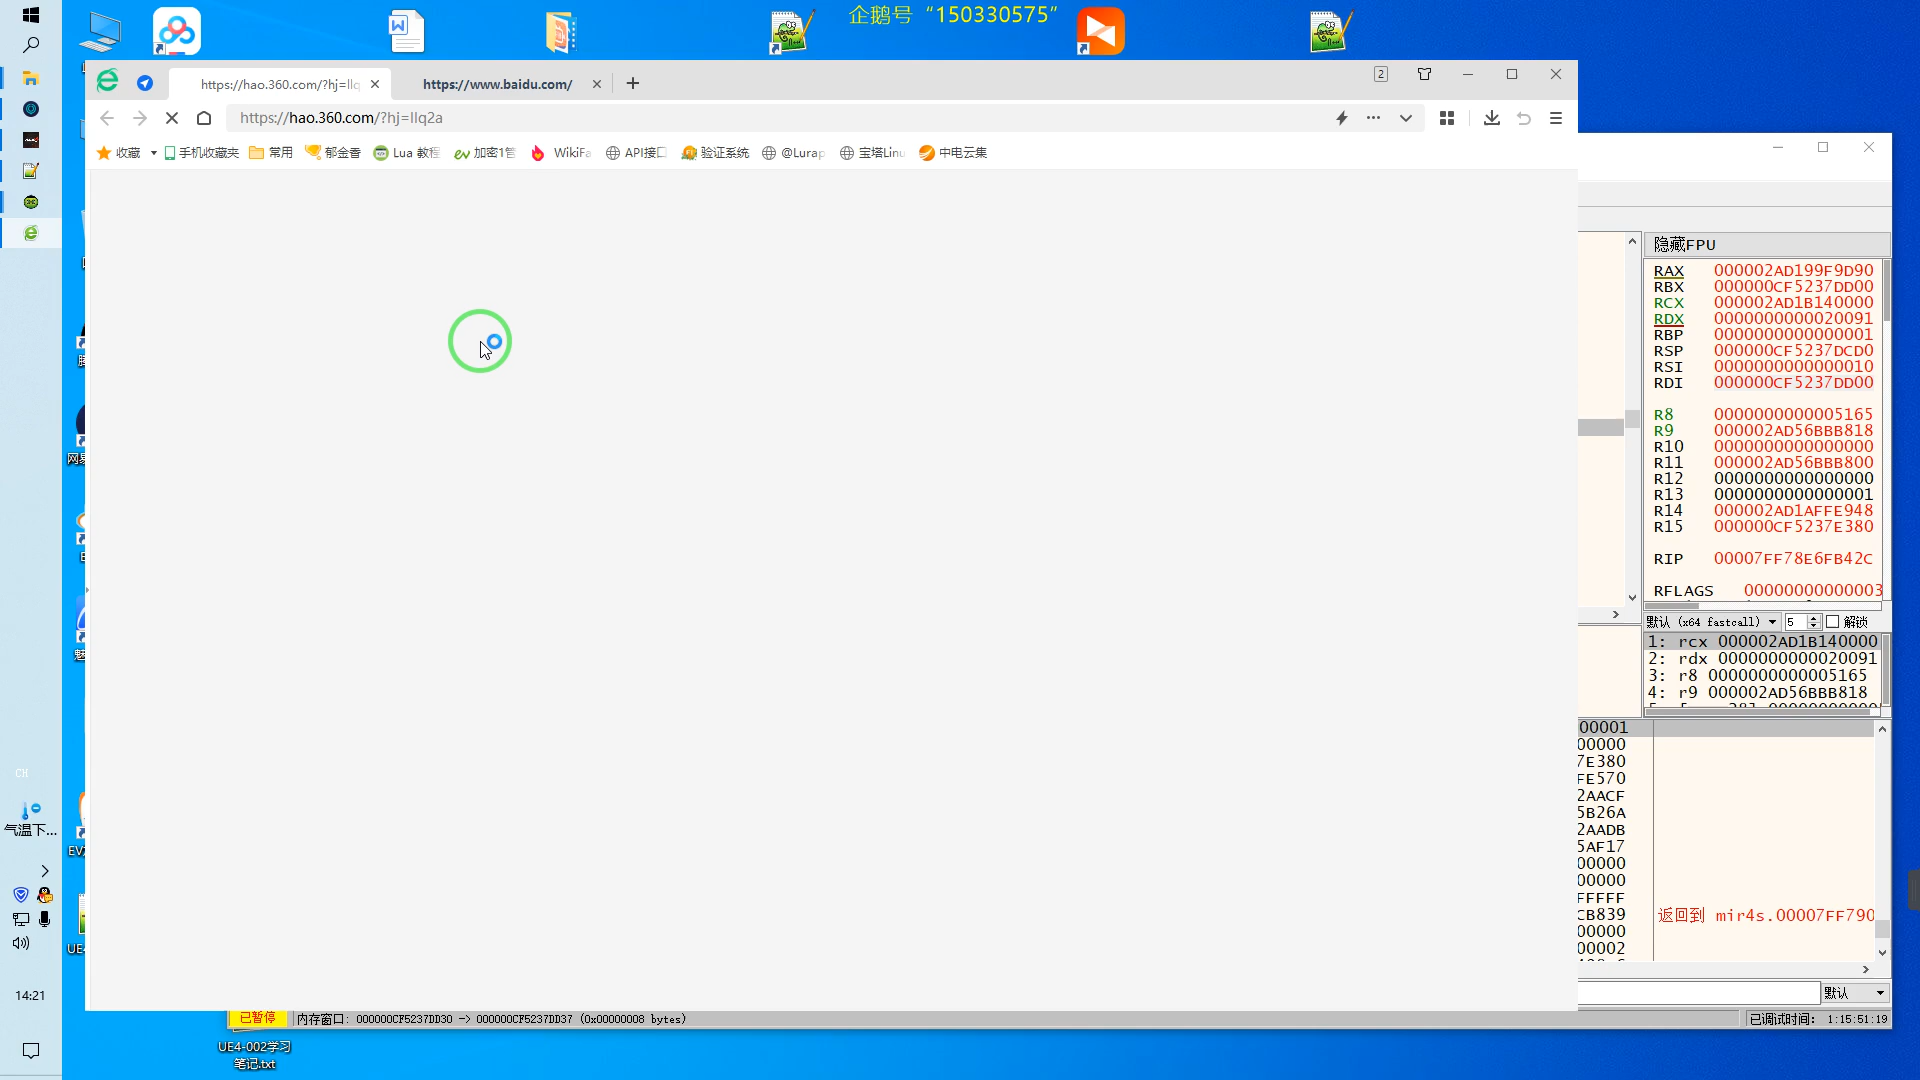 企鹅号“150330575”
https://hao.360.com/?hj=llq
https://www.baidu.com/
2
https://hao.360.com/?hj=llq2a
收藏
手机收藏夹
常用
郁金香
Lua 教程
加密1管
WikiFa
API接口
验证系统
@Lurap
宝塔Linu
中电云集
隐藏FPU
RAX 000002AD199F9D90
RBX 000000CF5237DD00
RCX 000002AD1B140000
RDX 0000000000020091
RBP 0000000000000001
RSP 000000CF5237DCD0
RSI 0000000000000010
RDI 000000CF5237DD00
R8 0000000000005165
R9 000002AD56BBB818
R10 0000000000000000
R11 000002AD56BBB800
R12 0000000000000000
R13 0000000000000001
R14 000002AD1AFFE948
R15 000000CF5237E380
RIP 00007FF78E6FB42C
RFLAGS 00000000000003
默认 (x64 fastcall) 5 解锁
1: rcx 000002AD1B140000
2: rdx 0000000000020091
3: r8 0000000000005165
4: r9 000002AD56BBB818
00001
00000
7E380
FE570
2AACF
5B26A
2AADB
5AF17
00000
00000
FFFFF
CB839 返回到 mir4s.00007FF790
00000
00002
默认
已暂停
内存窗口: 000000CF5237DD30 -> 000000CF5237DD37 (0x00000008 bytes)
已调试时间: 1:15:51:19
UE4-002学习
笔记.txt
CH
气温下...
14:21
网易
EV
UE4